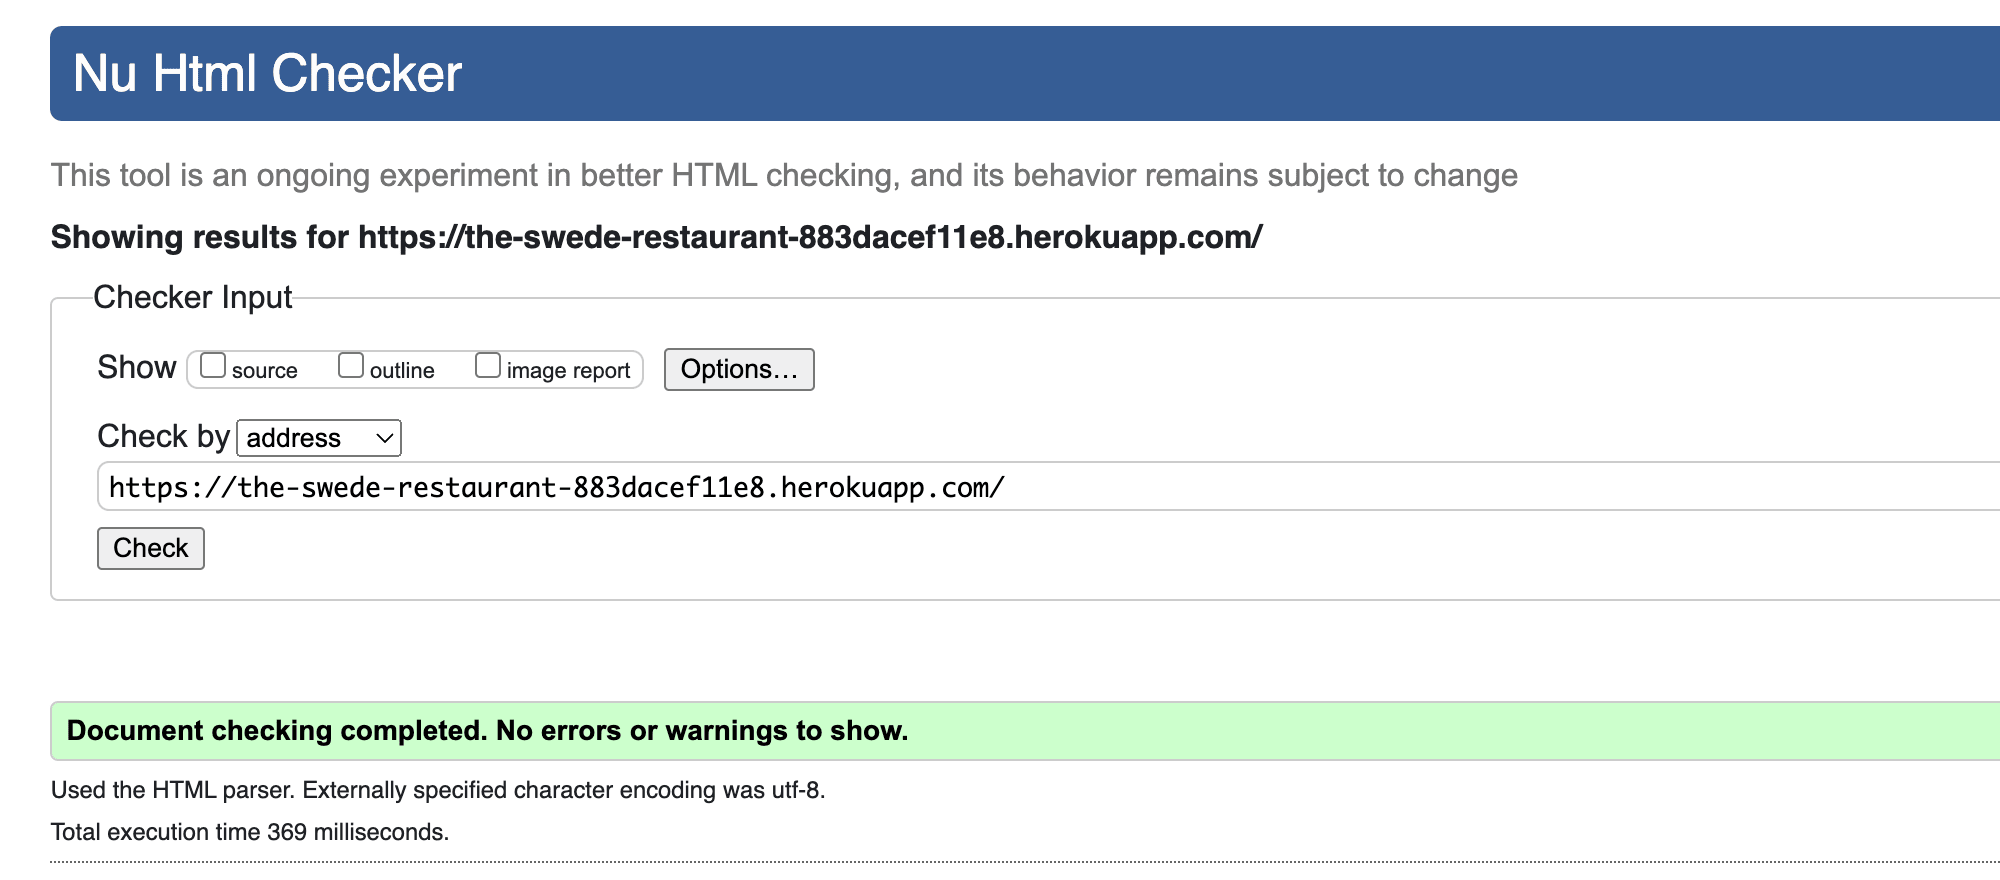 Nu Html Checker
This tool is an ongoing experiment in better HTML checking, and its behavior remains subject to change
Showing results for https://the-swede-restaurant-883dacef11e8.herokuapp.com/
Checker Input
Show source outline image report Options...
Check by address
https://the-swede-restaurant-883dacef11e8.herokuapp.com/
Check
Document checking completed. No errors or warnings to show.
Used the HTML parser. Externally specified character encoding was utf-8.
Total execution time 369 milliseconds.